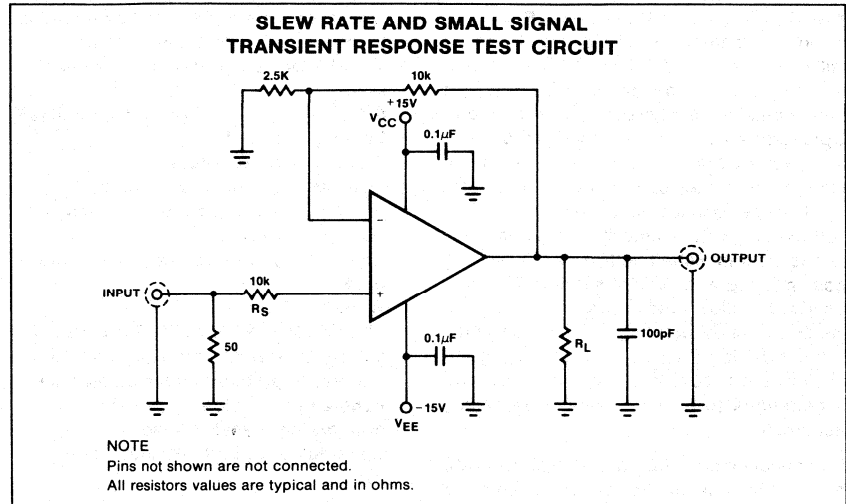 SLEW RATE AND SMALL SIGNAL
TRANSIENT RESPONSE TEST CIRCUIT
2.5K
10k
+15V
VCC
0.1μF
−
OUTPUT
INPUT
10k
RS
+
50
0.1μF
RL
100pF
−15V
VEE
NOTE
Pins not shown are not connected.
All resistors values are typical and in ohms.